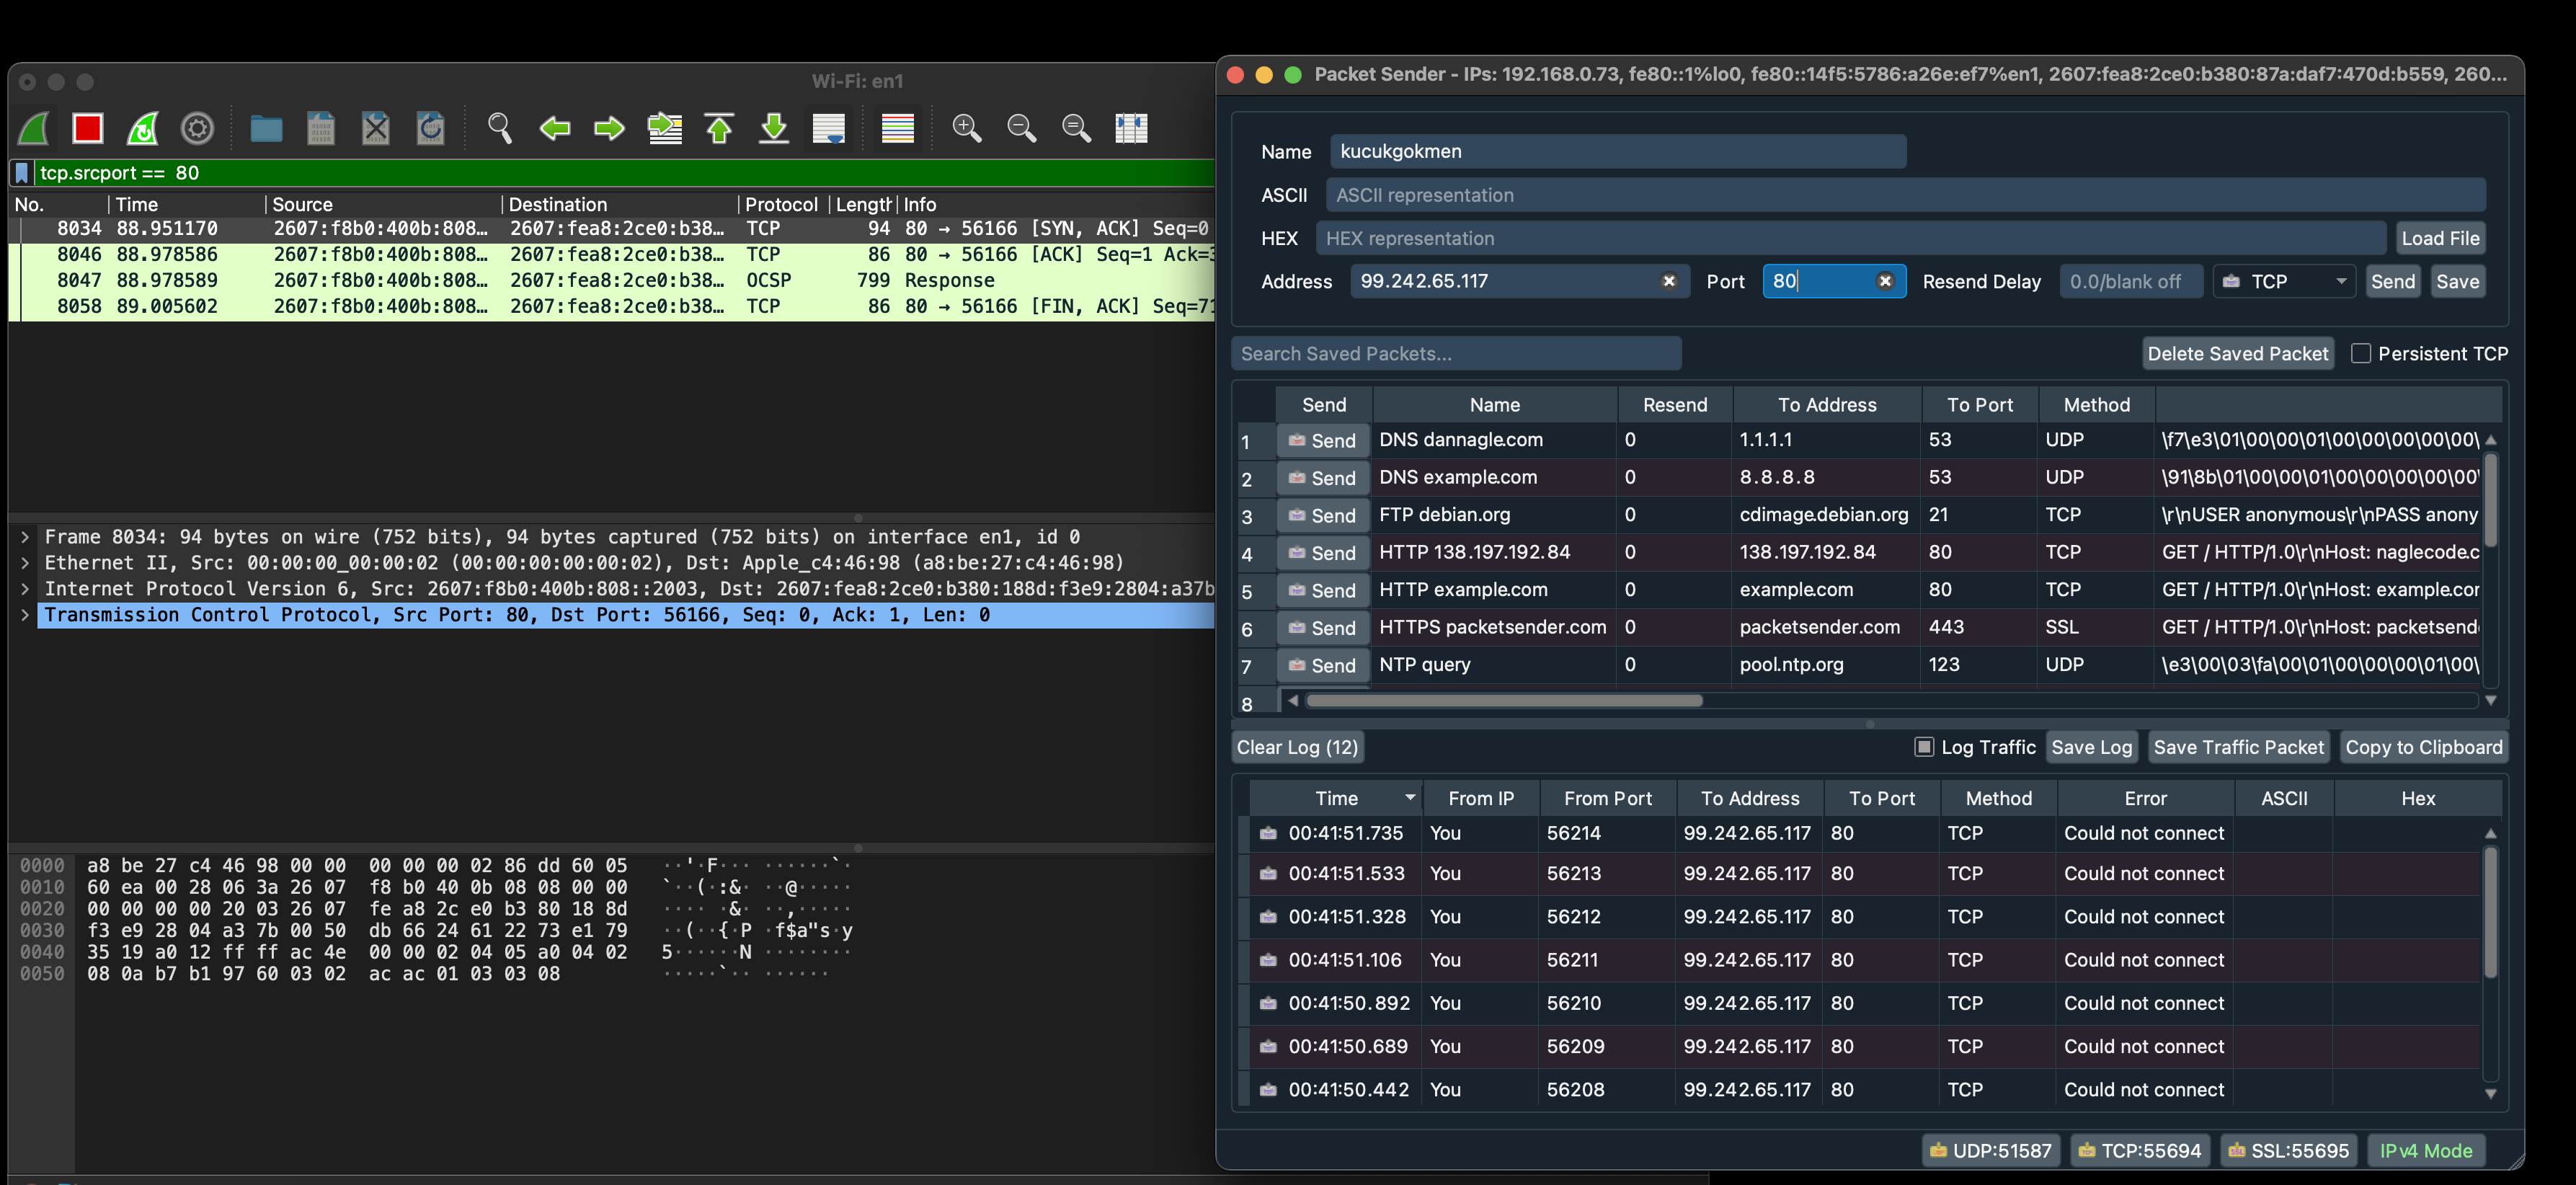 Wi-Fi: en1
tcp.srcport == 80
No. Time Source Destination Protocol Length Info
8034 88.951170 2607:f8b0:400b:808… 2607:fea8:2ce0:b38… TCP 94 80 → 56166 [SYN, ACK] Seq=0
8046 88.978586 2607:f8b0:400b:808… 2607:fea8:2ce0:b38… TCP 86 80 → 56166 [ACK] Seq=1 Ack=3
8047 88.978589 2607:f8b0:400b:808… 2607:fea8:2ce0:b38… OCSP 799 Response
8058 89.005602 2607:f8b0:400b:808… 2607:fea8:2ce0:b38… TCP 86 80 → 56166 [FIN, ACK] Seq=71
Frame 8034: 94 bytes on wire (752 bits), 94 bytes captured (752 bits) on interface en1, id 0
Ethernet II, Src: 00:00:00_00:00:02 (00:00:00:00:00:02), Dst: Apple_c4:46:98 (a8:be:27:c4:46:98)
Internet Protocol Version 6, Src: 2607:f8b0:400b:808::2003, Dst: 2607:fea8:2ce0:b380:188d:f3e9:2804:a37b
Transmission Control Protocol, Src Port: 80, Dst Port: 56166, Seq: 0, Ack: 1, Len: 0
0000 a8 be 27 c4 46 98 00 00 00 00 00 02 86 dd 60 05 ··'·F··· ······`·
0010 60 ea 00 28 06 3a 26 07 f8 b0 40 0b 08 08 00 00 `··(·:&· ··@·····
0020 00 00 00 00 20 03 26 07 fe a8 2c e0 b3 80 18 8d ···· ·&· ··,·····
0030 f3 e9 28 04 a3 7b 00 50 db 66 24 61 22 73 e1 79 ··(··{·P ·f$a"s·y
0040 35 19 a0 12 ff ff ac 4e 00 00 02 04 05 a0 04 02 5······N ········
0050 08 0a b7 b1 97 60 03 02 ac ac 01 03 03 08 ·····`·· ······
Packet Sender - IPs: 192.168.0.73, fe80::1%lo0, fe80::14f5:5786:a26e:ef7%en1, 2607:fea8:2ce0:b380:87a:daf7:470d:b559, 260...
Name kucukgokmen
ASCII ASCII representation
HEX HEX representation Load File
Address 99.242.65.117 Port 80 Resend Delay 0.0/blank off TCP Send Save
Search Saved Packets... Delete Saved Packet Persistent TCP
Send Name Resend To Address To Port Method
1 Send DNS dannagle.com 0 1.1.1.1 53 UDP \f7\e3\01\00\00\01\00\00\00\00\00\
2 Send DNS example.com 0 8.8.8.8 53 UDP \91\8b\01\00\00\01\00\00\00\00\00\
3 Send FTP debian.org 0 cdimage.debian.org 21 TCP \r\nUSER anonymous\r\nPASS anony
4 Send HTTP 138.197.192.84 0 138.197.192.84 80 TCP GET / HTTP/1.0\r\nHost: naglecode.c
5 Send HTTP example.com 0 example.com 80 TCP GET / HTTP/1.0\r\nHost: example.cor
6 Send HTTPS packetsender.com 0 packetsender.com 443 SSL GET / HTTP/1.0\r\nHost: packetsend
7 Send NTP query 0 pool.ntp.org 123 UDP \e3\00\03\fa\00\01\00\00\00\01\00\
8
Clear Log (12) Log Traffic Save Log Save Traffic Packet Copy to Clipboard
Time From IP From Port To Address To Port Method Error ASCII Hex
00:41:51.735 You 56214 99.242.65.117 80 TCP Could not connect
00:41:51.533 You 56213 99.242.65.117 80 TCP Could not connect
00:41:51.328 You 56212 99.242.65.117 80 TCP Could not connect
00:41:51.106 You 56211 99.242.65.117 80 TCP Could not connect
00:41:50.892 You 56210 99.242.65.117 80 TCP Could not connect
00:41:50.689 You 56209 99.242.65.117 80 TCP Could not connect
00:41:50.442 You 56208 99.242.65.117 80 TCP Could not connect
UDP:51587 TCP:55694 SSL:55695 IPv4 Mode